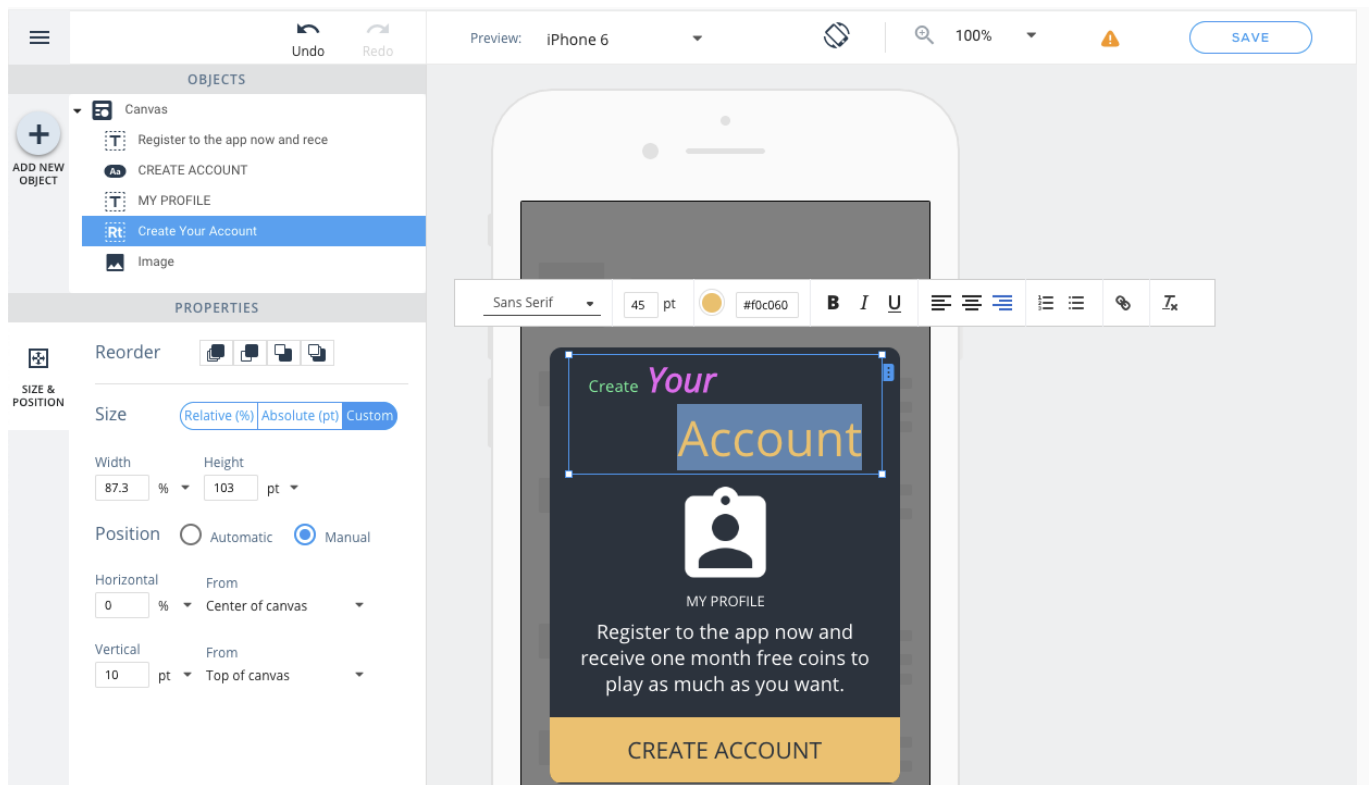 Undo
Redo
Preview: iPhone 6
100%
SAVE
OBJECTS
ADD NEW
OBJECT
Canvas
T Register to the app now and rece
Aa CREATE ACCOUNT
T MY PROFILE
Rt Create Your Account
Image
PROPERTIES
SIZE &
POSITION
Reorder
Size Relative (%) Absolute (pt) Custom
Width Height
87.3 % 103 pt
Position Automatic Manual
Horizontal From
0 % Center of canvas
Vertical From
10 pt Top of canvas
Sans Serif 45 pt #f0c060 B I U Tx
Create Your
Account
MY PROFILE
Register to the app now and
receive one month free coins to
play as much as you want.
CREATE ACCOUNT